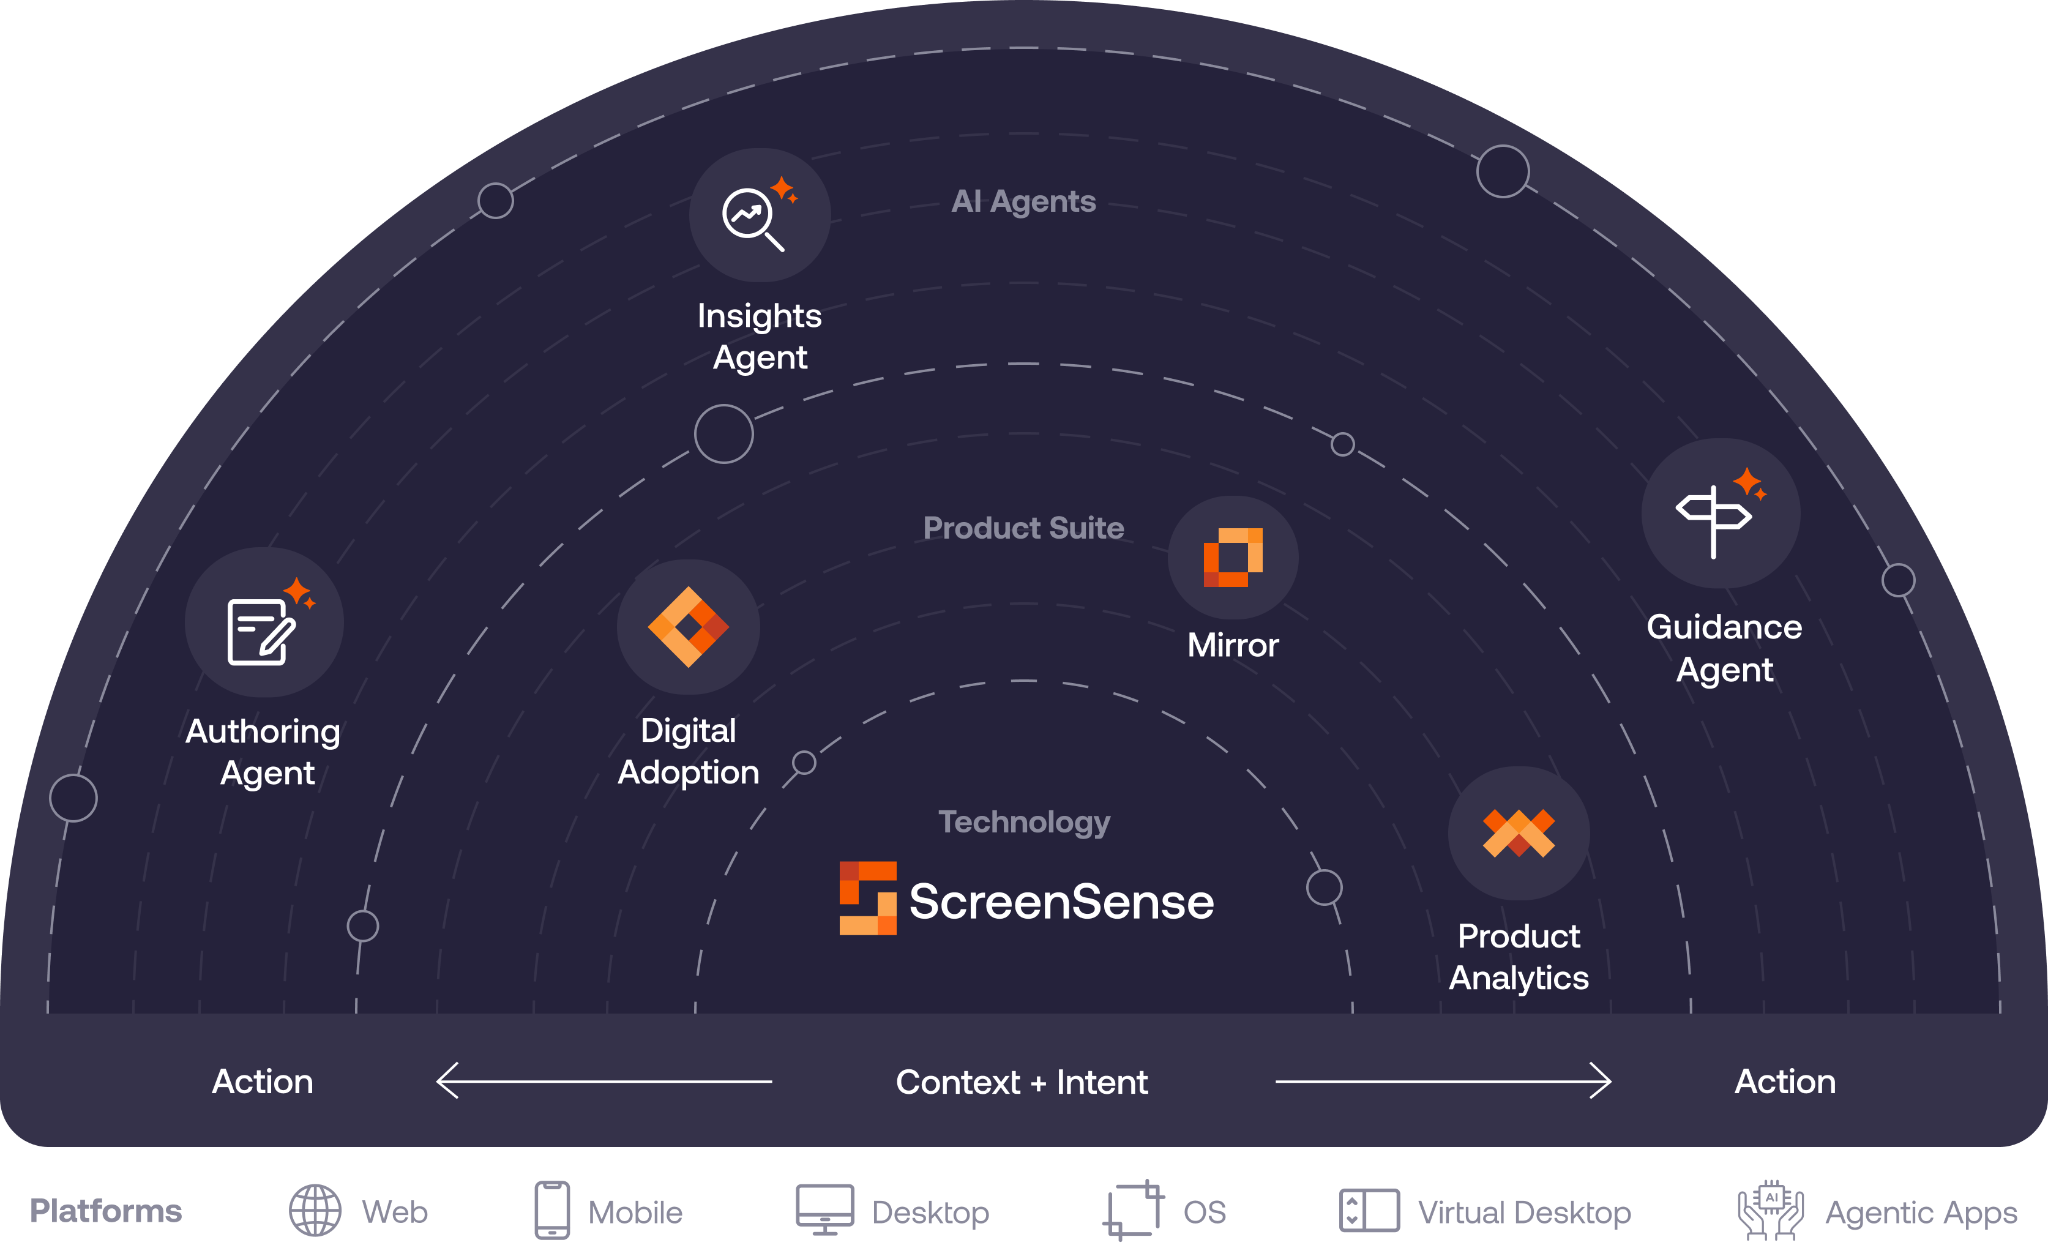 AI Agents
Insights
Agent
Product Suite
Guidance
Agent
Mirror
Authoring
Agent
Digital
Adoption
Technology
ScreenSense
Product
Analytics
Action
Context + Intent
Action
Platforms
Web
Mobile
Desktop
AI
OS
Virtual Desktop
Agentic Apps